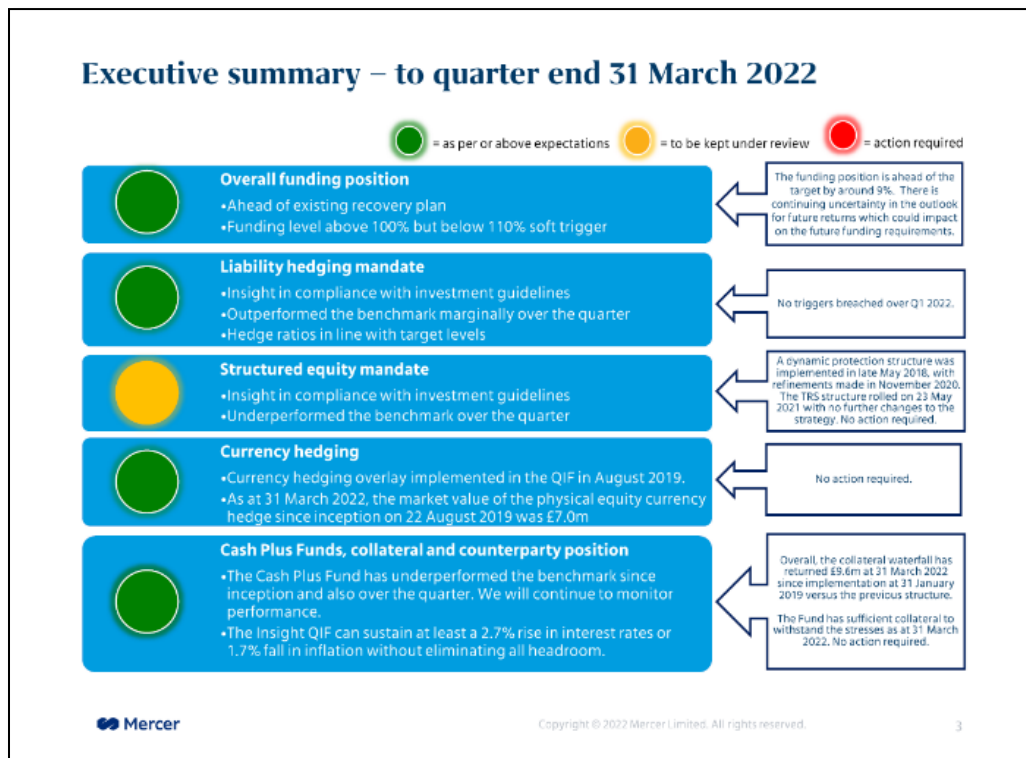 Executive summary – to quarter end 31 March 2022
= as per or above expectations
= to be kept under review
= action required
Overall funding position
•Ahead of existing recovery plan
•Funding level above 100% but below 110% soft trigger
The funding position is ahead of the
target by around 9%. There is
continuing uncertainty in the outlook
for future returns which could impact
on the future funding requirements.
Liability hedging mandate
•Insight in compliance with investment guidelines
•Outperformed the benchmark marginally over the quarter
•Hedge ratios in line with target levels
No triggers breached over Q1 2022.
Structured equity mandate
•Insight in compliance with investment guidelines
•Underperformed the benchmark over the quarter
A dynamic protection structure was
implemented in late May 2018, with
refinements made in November 2020.
The TRS structure rolled on 23 May
2021 with no further changes to the
strategy. No action required.
Currency hedging
•Currency hedging overlay implemented in the QIF in August 2019.
•As at 31 March 2022, the market value of the physical equity currency
hedge since inception on 22 August 2019 was £7.0m
No action required.
Cash Plus Funds, collateral and counterparty position
•The Cash Plus Fund has underperformed the benchmark since
inception and also over the quarter. We will continue to monitor
performance.
•The Insight QIF can sustain at least a 2.7% rise in interest rates or
1.7% fall in inflation without eliminating all headroom.
Overall, the collateral waterfall has
returned £9.6m at 31 March 2022
since implementation at 31 January
2019 versus the previous structure.
The Fund has sufficient collateral to
withstand the stresses as at 31 March
2022. No action required.
Mercer
Copyright © 2022 Mercer Limited. All rights reserved.
3